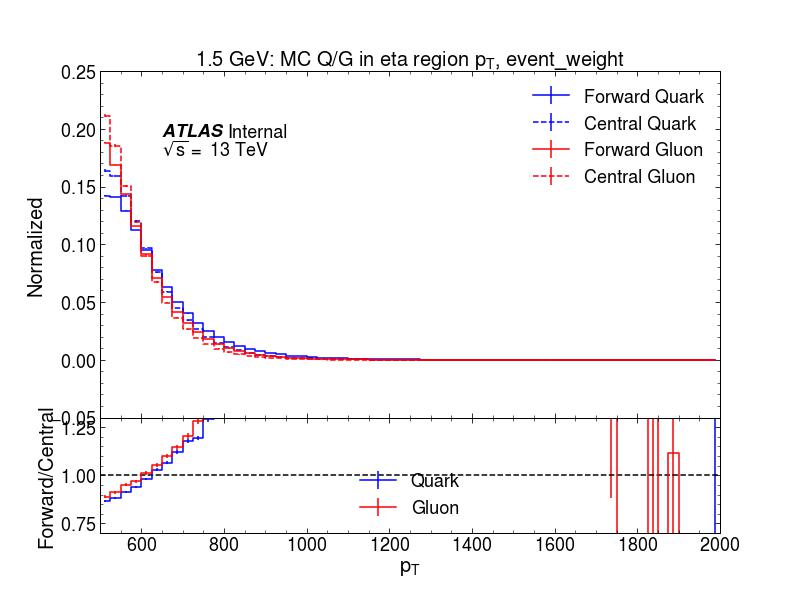 1.5 GeV: MC Q/G in eta region pT, event_weight
0.25
0.20
0.15
0.10
0.05
0.00
0.05
Normalized
ATLAS Internal
√s = 13 TeV
Forward Quark
Central Quark
Forward Gluon
Central Gluon
1.25
1.00
0.75
Forward/Central
Quark
Gluon
600 800 1000 1200 1400 1600 1800 2000
pT